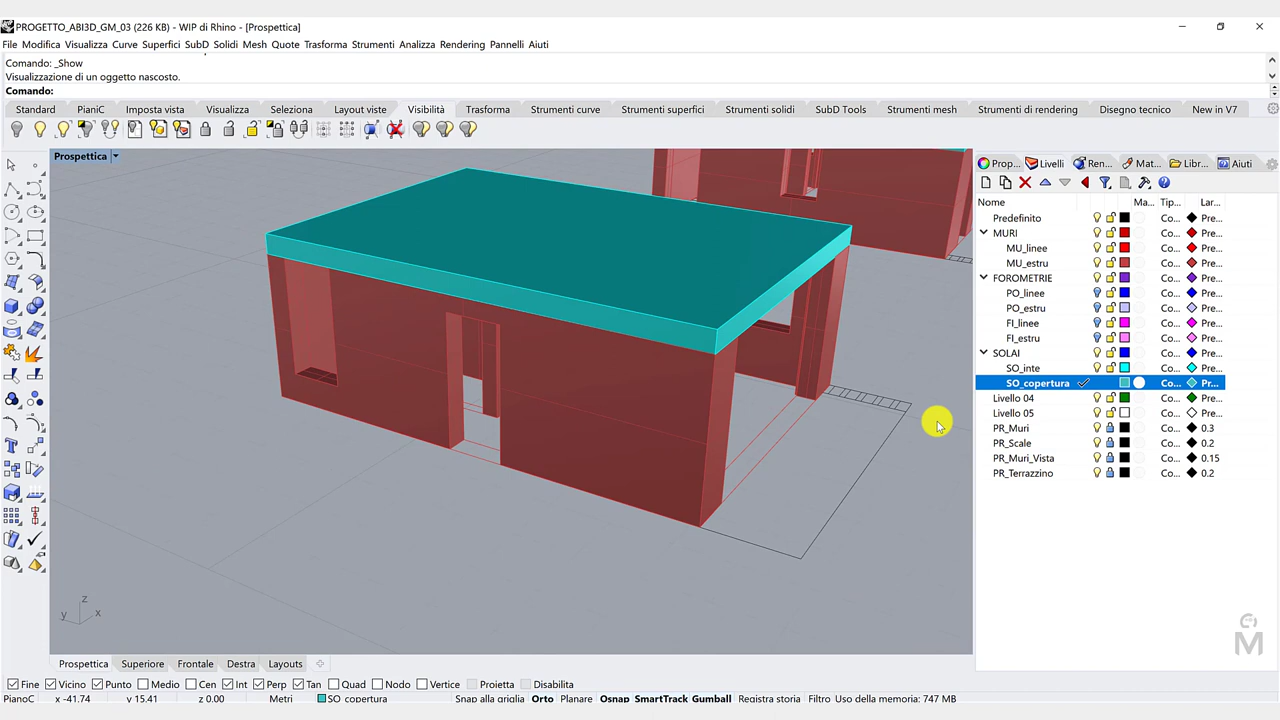 PROGETTO_ABI3D_GM_03 (226 KB) - WIP di Rhino - [Prospettica]
File Modifica Visualizza Curve Superfici SubD Solidi Mesh Quote Trasforma Strumenti Analizza Rendering Pannelli Aiuti
Comando: _Show
Visualizzazione di un oggetto nascosto.
Comando:
Standard PianiC Imposta vista Visualizza Seleziona Layout viste Visibilità Trasforma Strumenti curve Strumenti superfici Strumenti solidi SubD Tools Strumenti mesh Strumenti di rendering Disegno tecnico New in V7
Prospettica
Prop... Livelli Ren... Mat... Libr... Aiuti
Nome Ma... Tip... Lar...
Predefinito Co... Pre...
MURI Co... Pre...
MU_linee Co... Pre...
MU_estru Co... Pre...
FOROMETRIE Co... Pre...
PO_linee Co... Pre...
PO_estru Co... Pre...
FI_linee Co... Pre...
FI_estru Co... Pre...
SOLAI Co... Pre...
SO_inte Co... Pre...
SO_copertura Co... Pr...
Livello 04 Co... Pre...
Livello 05 Co... Pre...
PR_Muri Co... 0.3
PR_Scale Co... 0.2
PR_Muri_Vista Co... 0.15
PR_Terrazzino Co... 0.2
z
y x
M
Prospettica Superiore Frontale Destra Layouts
Fine Vicino Punto Medio Cen Int Perp Tan Quad Nodo Vertice Proietta Disabilita
PianoC x -41.74 y 15.41 z 0.00 Metri SO_copertura Snap alla griglia Orto Planare Osnap SmartTrack Gumball Registra storia Filtro Uso della memoria: 747 MB